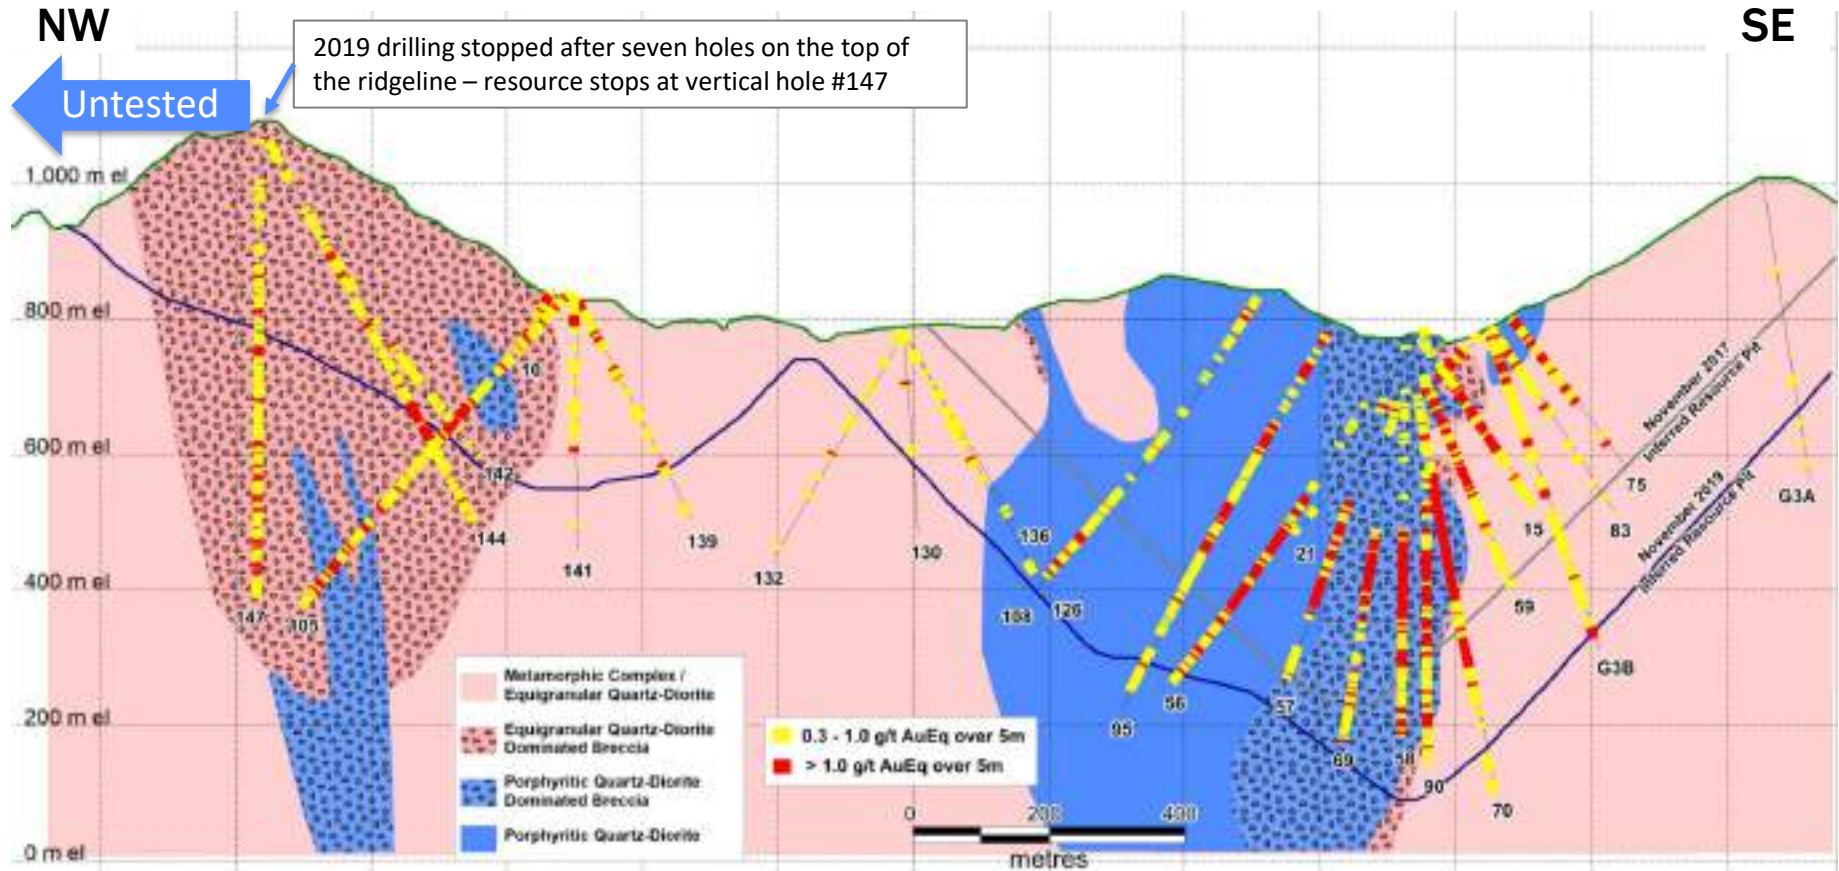 NW
SE
2019 drilling stopped after seven holes on the top of
the ridgeline – resource stops at vertical hole #147
Untested
1,000 m el
800 m el
600 m el
400 m el
200 m el
0 m el
10
142
144
147
105
141
139
132
130
136
108
126
95
56
21
57
69
58
90
70
59
15
83
75
G3B
G3A
November 2017
Inferred Resource Pit
November 2019
Inferred Resource Pit
Metamorphic Complex /
Equigranular Quartz-Diorite
Equigranular Quartz-Diorite
Dominated Breccia
Porphyritic Quartz-Diorite
Dominated Breccia
Porphyritic Quartz-Diorite
0.3 - 1.0 g/t AuEq over 5m
> 1.0 g/t AuEq over 5m
0 200 400
metres